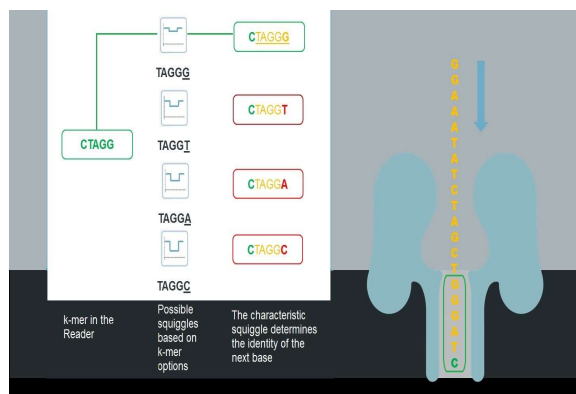 CTAGG
TAGGG
TAGGT
TAGGA
TAGGC
CTAGGG
CTAGGT
CTAGGA
CTAGGC
k-mer in the
Reader
Possible
squiggles
based on
k-mer
options
The characteristic
squiggle determines
the identity of the
next base
GGAAATATCTAGCTGGGATC